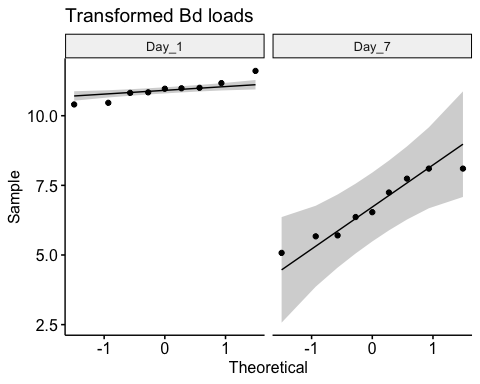 Transformed Bd loads
Day_1 Day_7
10.0
7.5
5.0
2.5
Sample
-1 0 1 -1 0 1
Theoretical